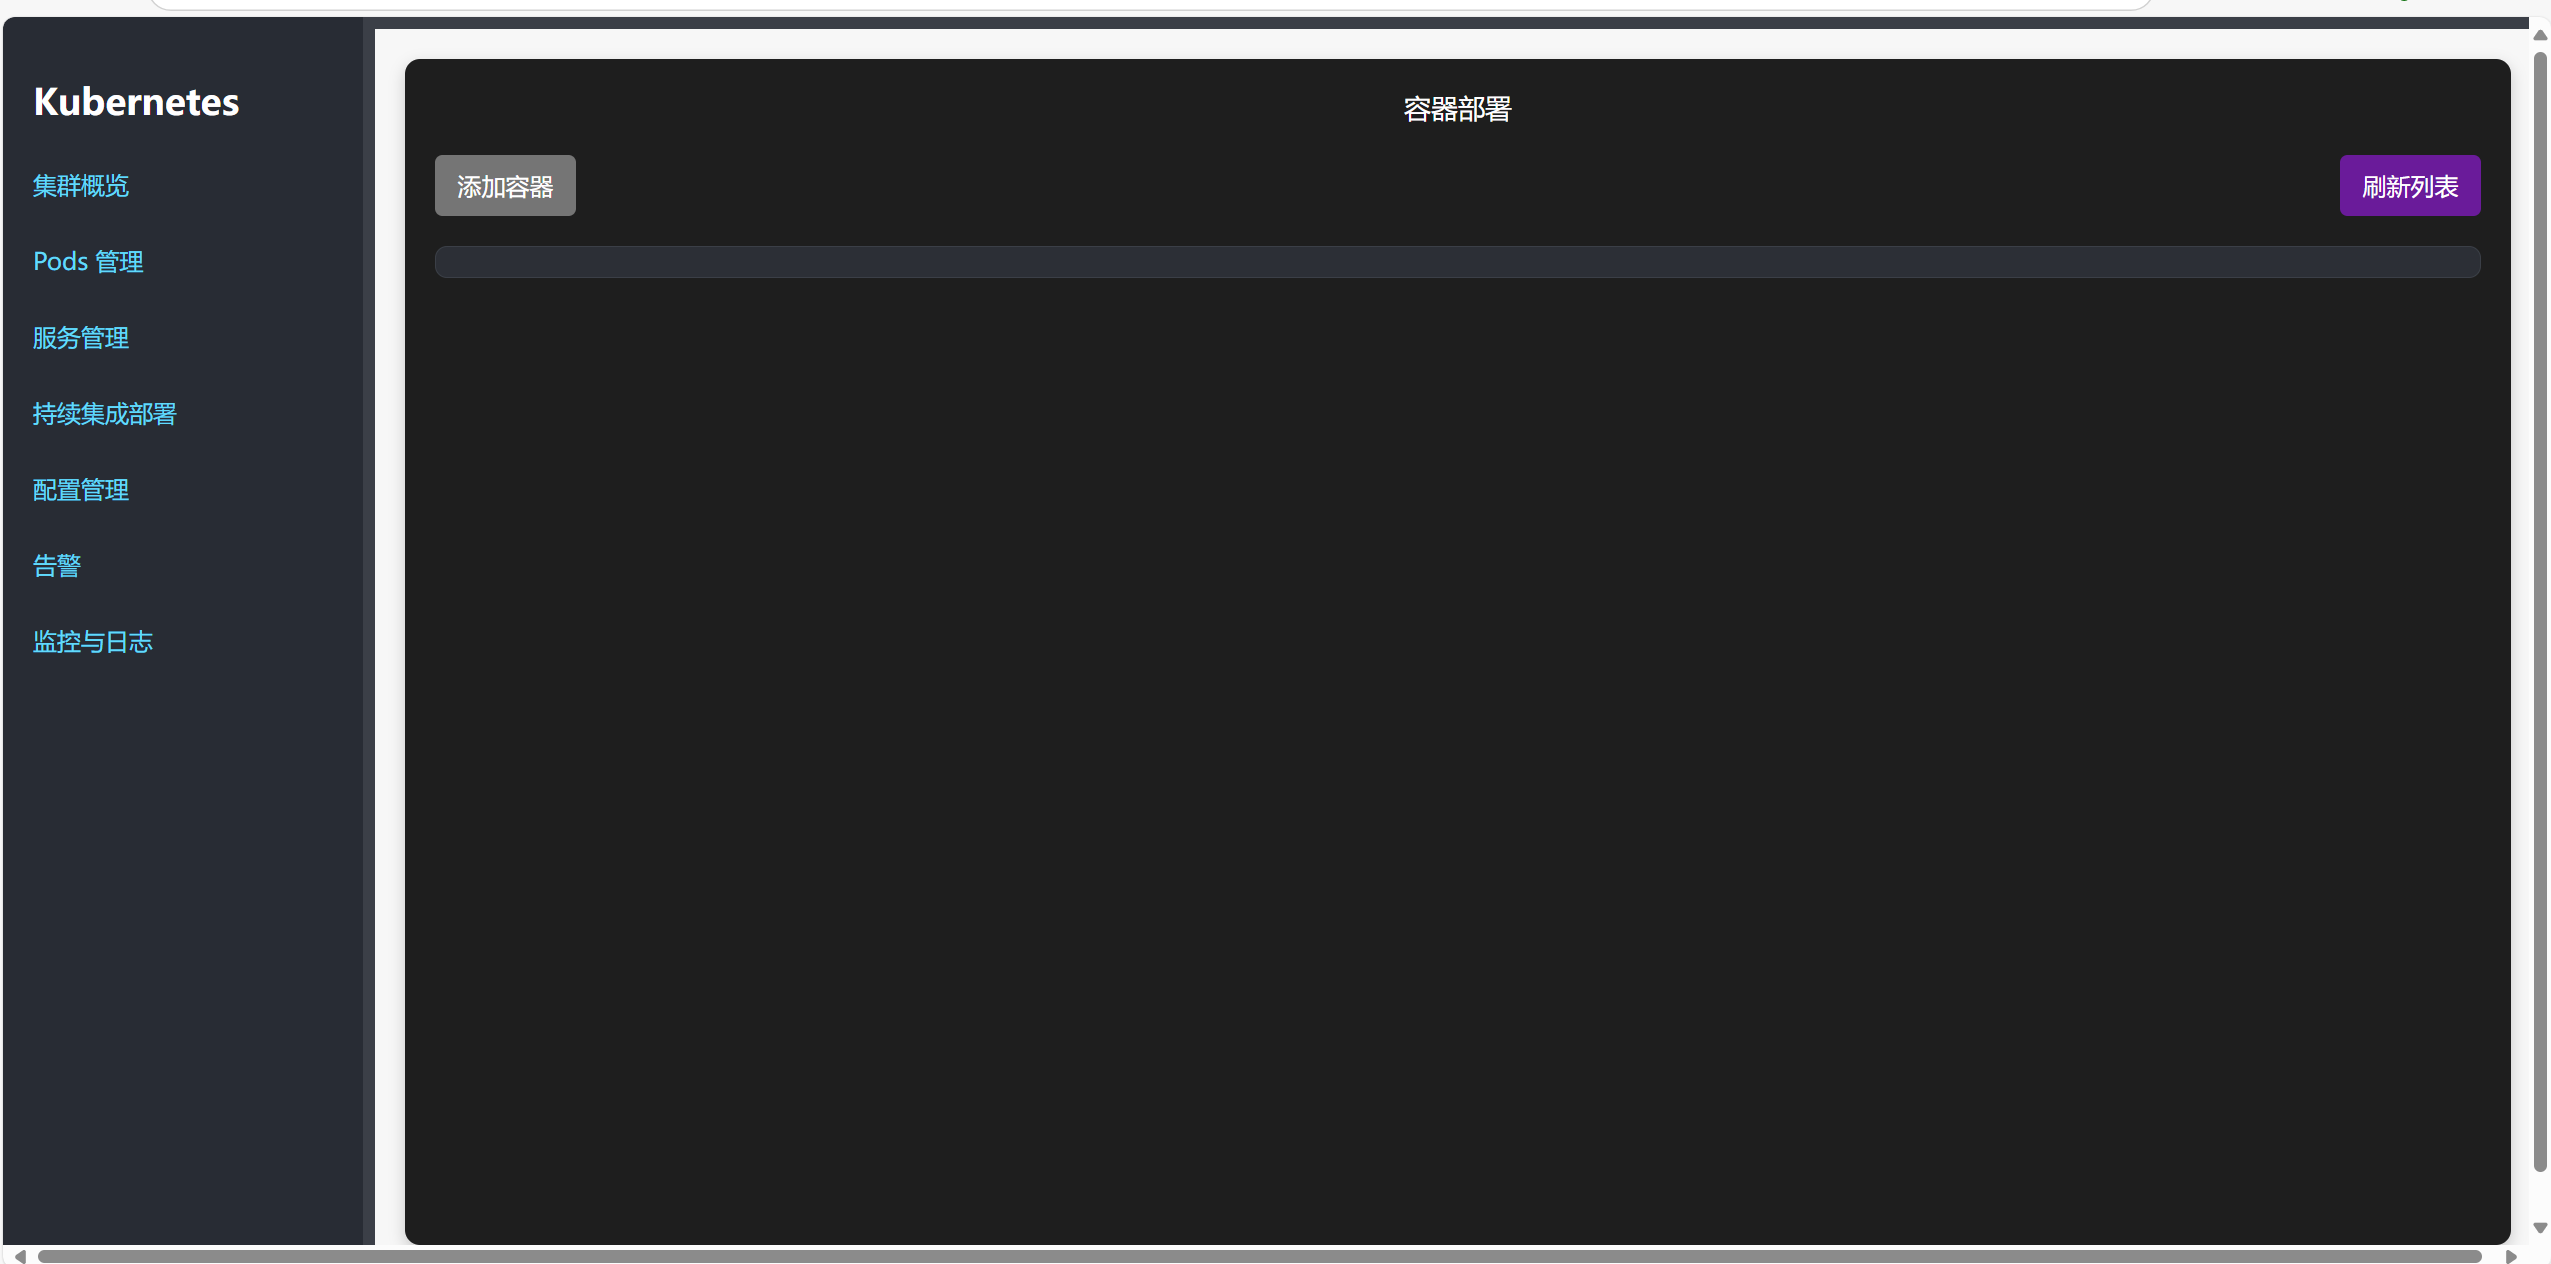 Kubernetes
集群概览
Pods 管理
服务管理
持续集成部署
配置管理
告警
监控与日志
容器部署
添加容器
刷新列表